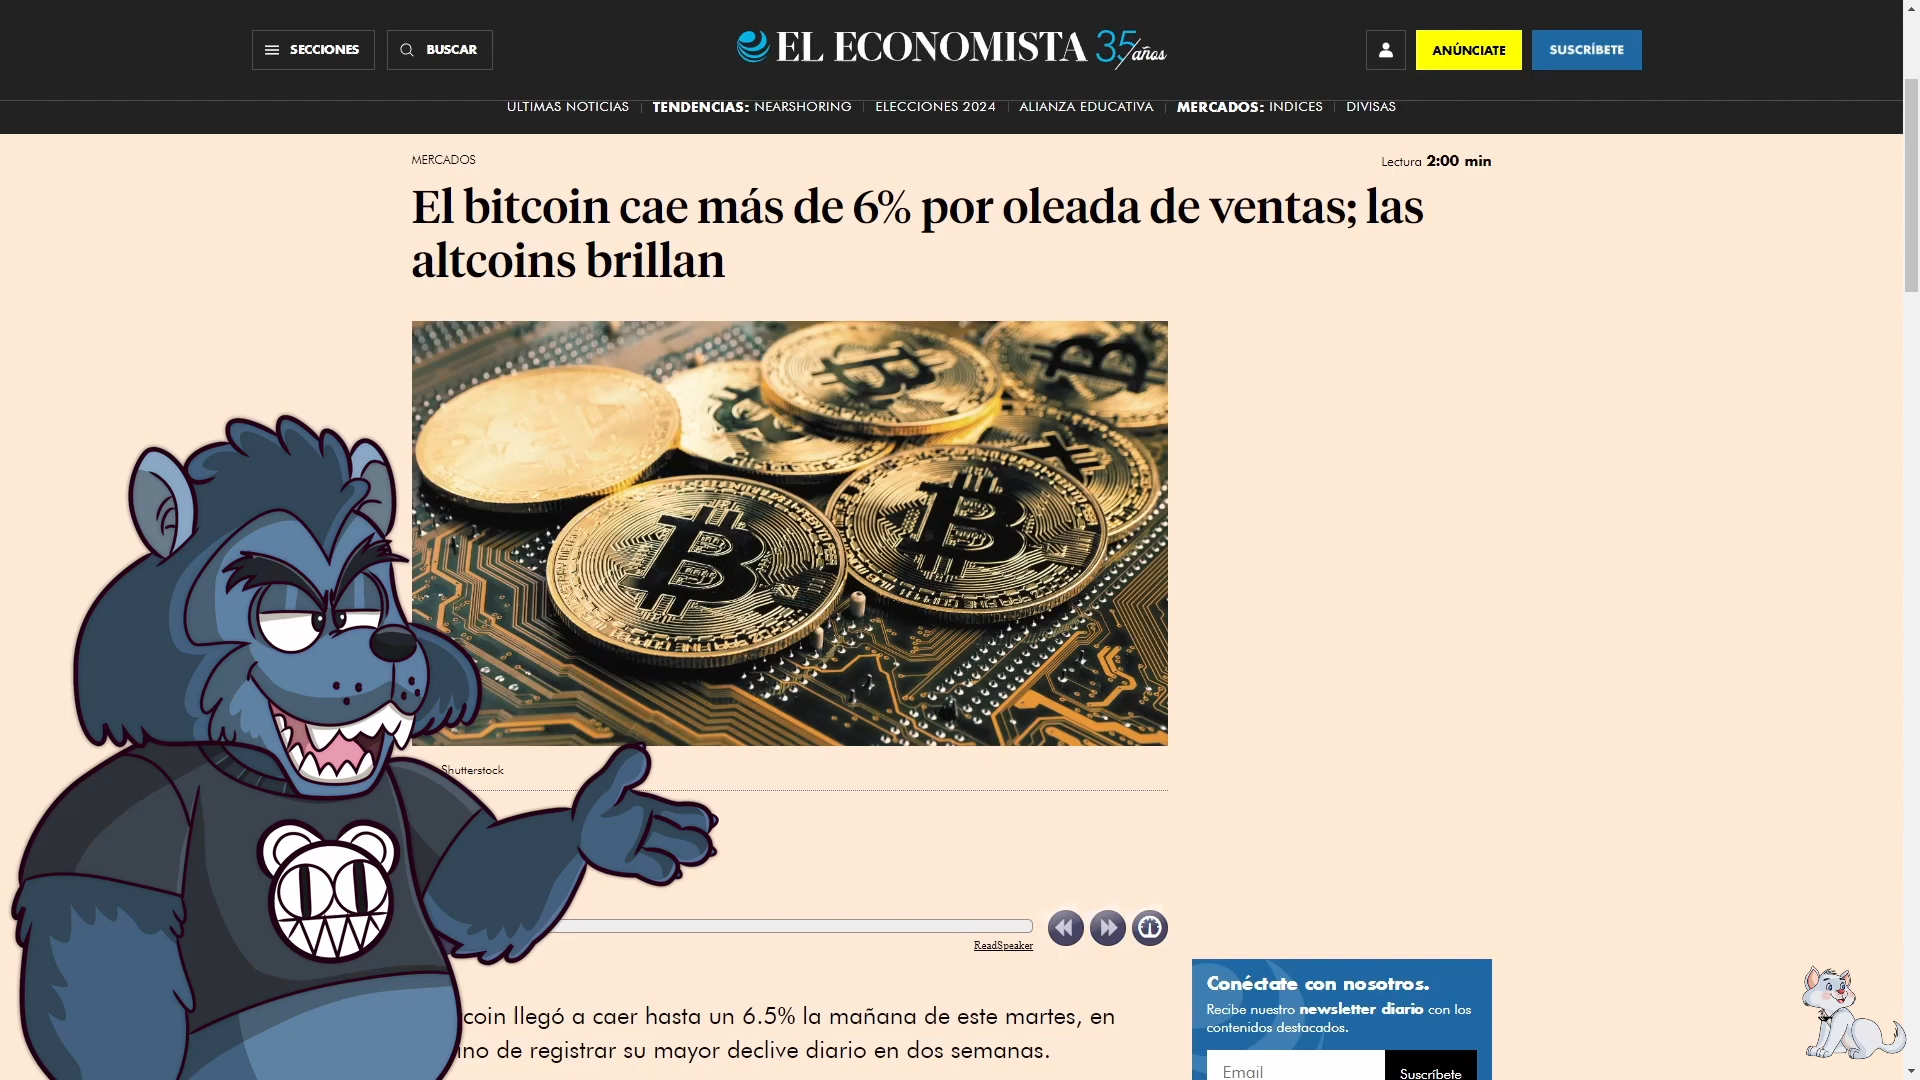 SECCIONES
BUSCAR
EL ECONOMISTA 35 años
ANÚNCIATE
SUSCRÍBETE
ULTIMAS NOTICIAS
TENDENCIAS: NEARSHORING
ELECCIONES 2024
ALIANZA EDUCATIVA
MERCADOS: INDICES
DIVISAS
MERCADOS
Lectura 2:00 min
El bitcoin cae más de 6% por oleada de ventas; las
altcoins brillan
Shutterstock
ReadSpeaker
coin llegó a caer hasta un 6.5% la mañana de este martes, en
ino de registrar su mayor declive diario en dos semanas.
Conéctate con nosotros.
Recibe nuestro newsletter diario con los
contenidos destacados.
Email
Suscríbete